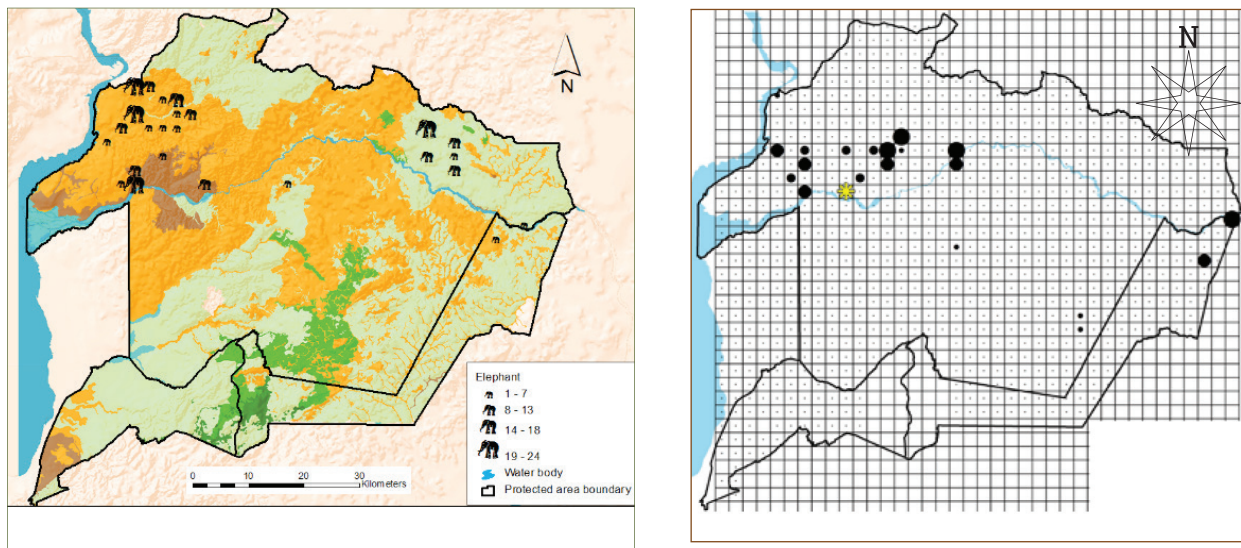 N
Elephant
1 - 7
8 - 13
14 - 18
19 - 24
Water body
Protected area boundary
0 10 20 30
Kilometers
N